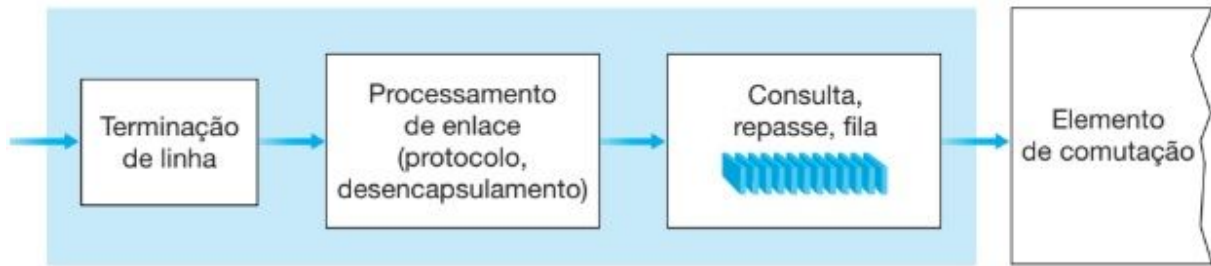 Terminação
de linha
Processamento
de enlace
(protocolo,
desencapsulamento)
Consulta,
repasse, fila
Elemento
de comutação